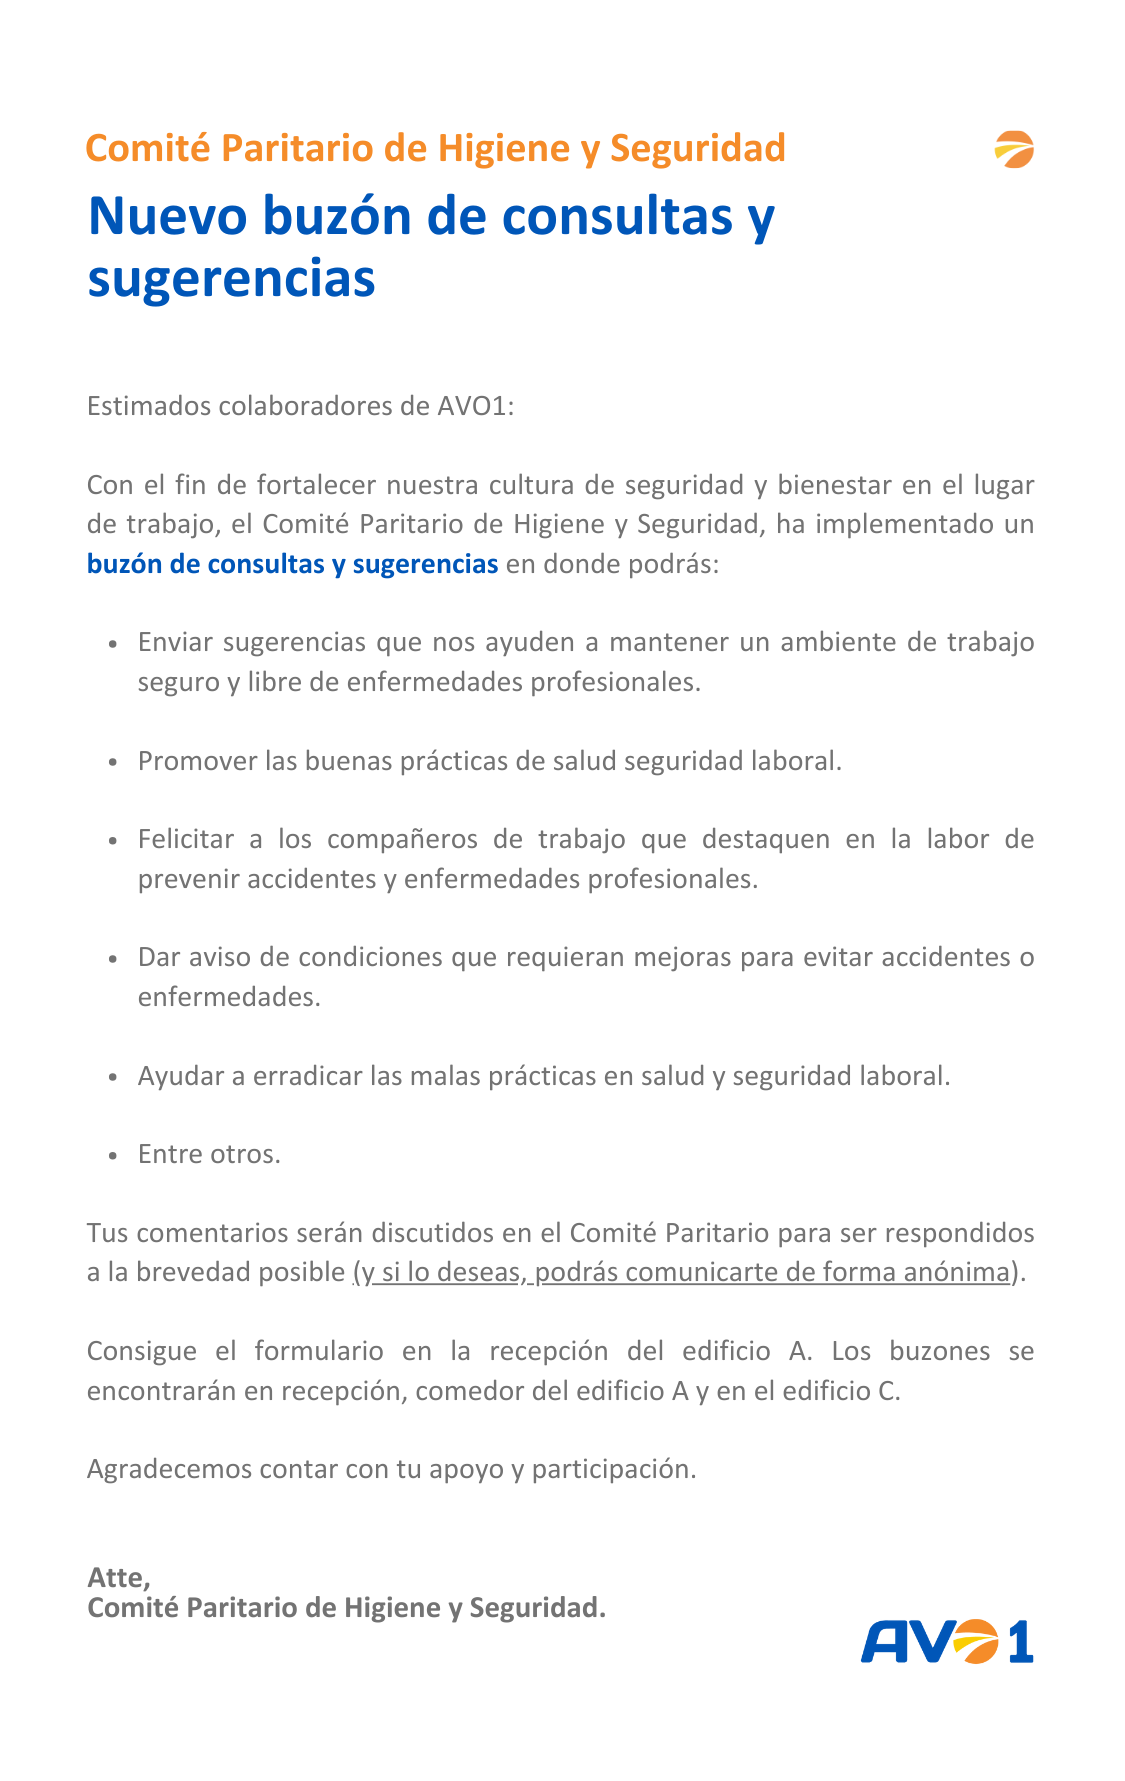 Comité Paritario de Higiene y Seguridad
Nuevo buzón de consultas y
sugerencias
Estimados colaboradores de AVO1:
Con el fin de fortalecer nuestra cultura de seguridad y bienestar en el lugar
de trabajo, el Comité Paritario de Higiene y Seguridad, ha implementado un
buzón de consultas y sugerencias en donde podrás:
• Enviar sugerencias que nos ayuden a mantener un ambiente de trabajo
seguro y libre de enfermedades profesionales.
• Promover las buenas prácticas de salud seguridad laboral.
• Felicitar a los compañeros de trabajo que destaquen en la labor de
prevenir accidentes y enfermedades profesionales.
• Dar aviso de condiciones que requieran mejoras para evitar accidentes o
enfermedades.
• Ayudar a erradicar las malas prácticas en salud y seguridad laboral.
• Entre otros.
Tus comentarios serán discutidos en el Comité Paritario para ser respondidos
a la brevedad posible (y si lo deseas, podrás comunicarte de forma anónima).
Consigue el formulario en la recepción del edificio A. Los buzones se
encontrarán en recepción, comedor del edificio A y en el edificio C.
Agradecemos contar con tu apoyo y participación.
Atte,
Comité Paritario de Higiene y Seguridad.
AVO1